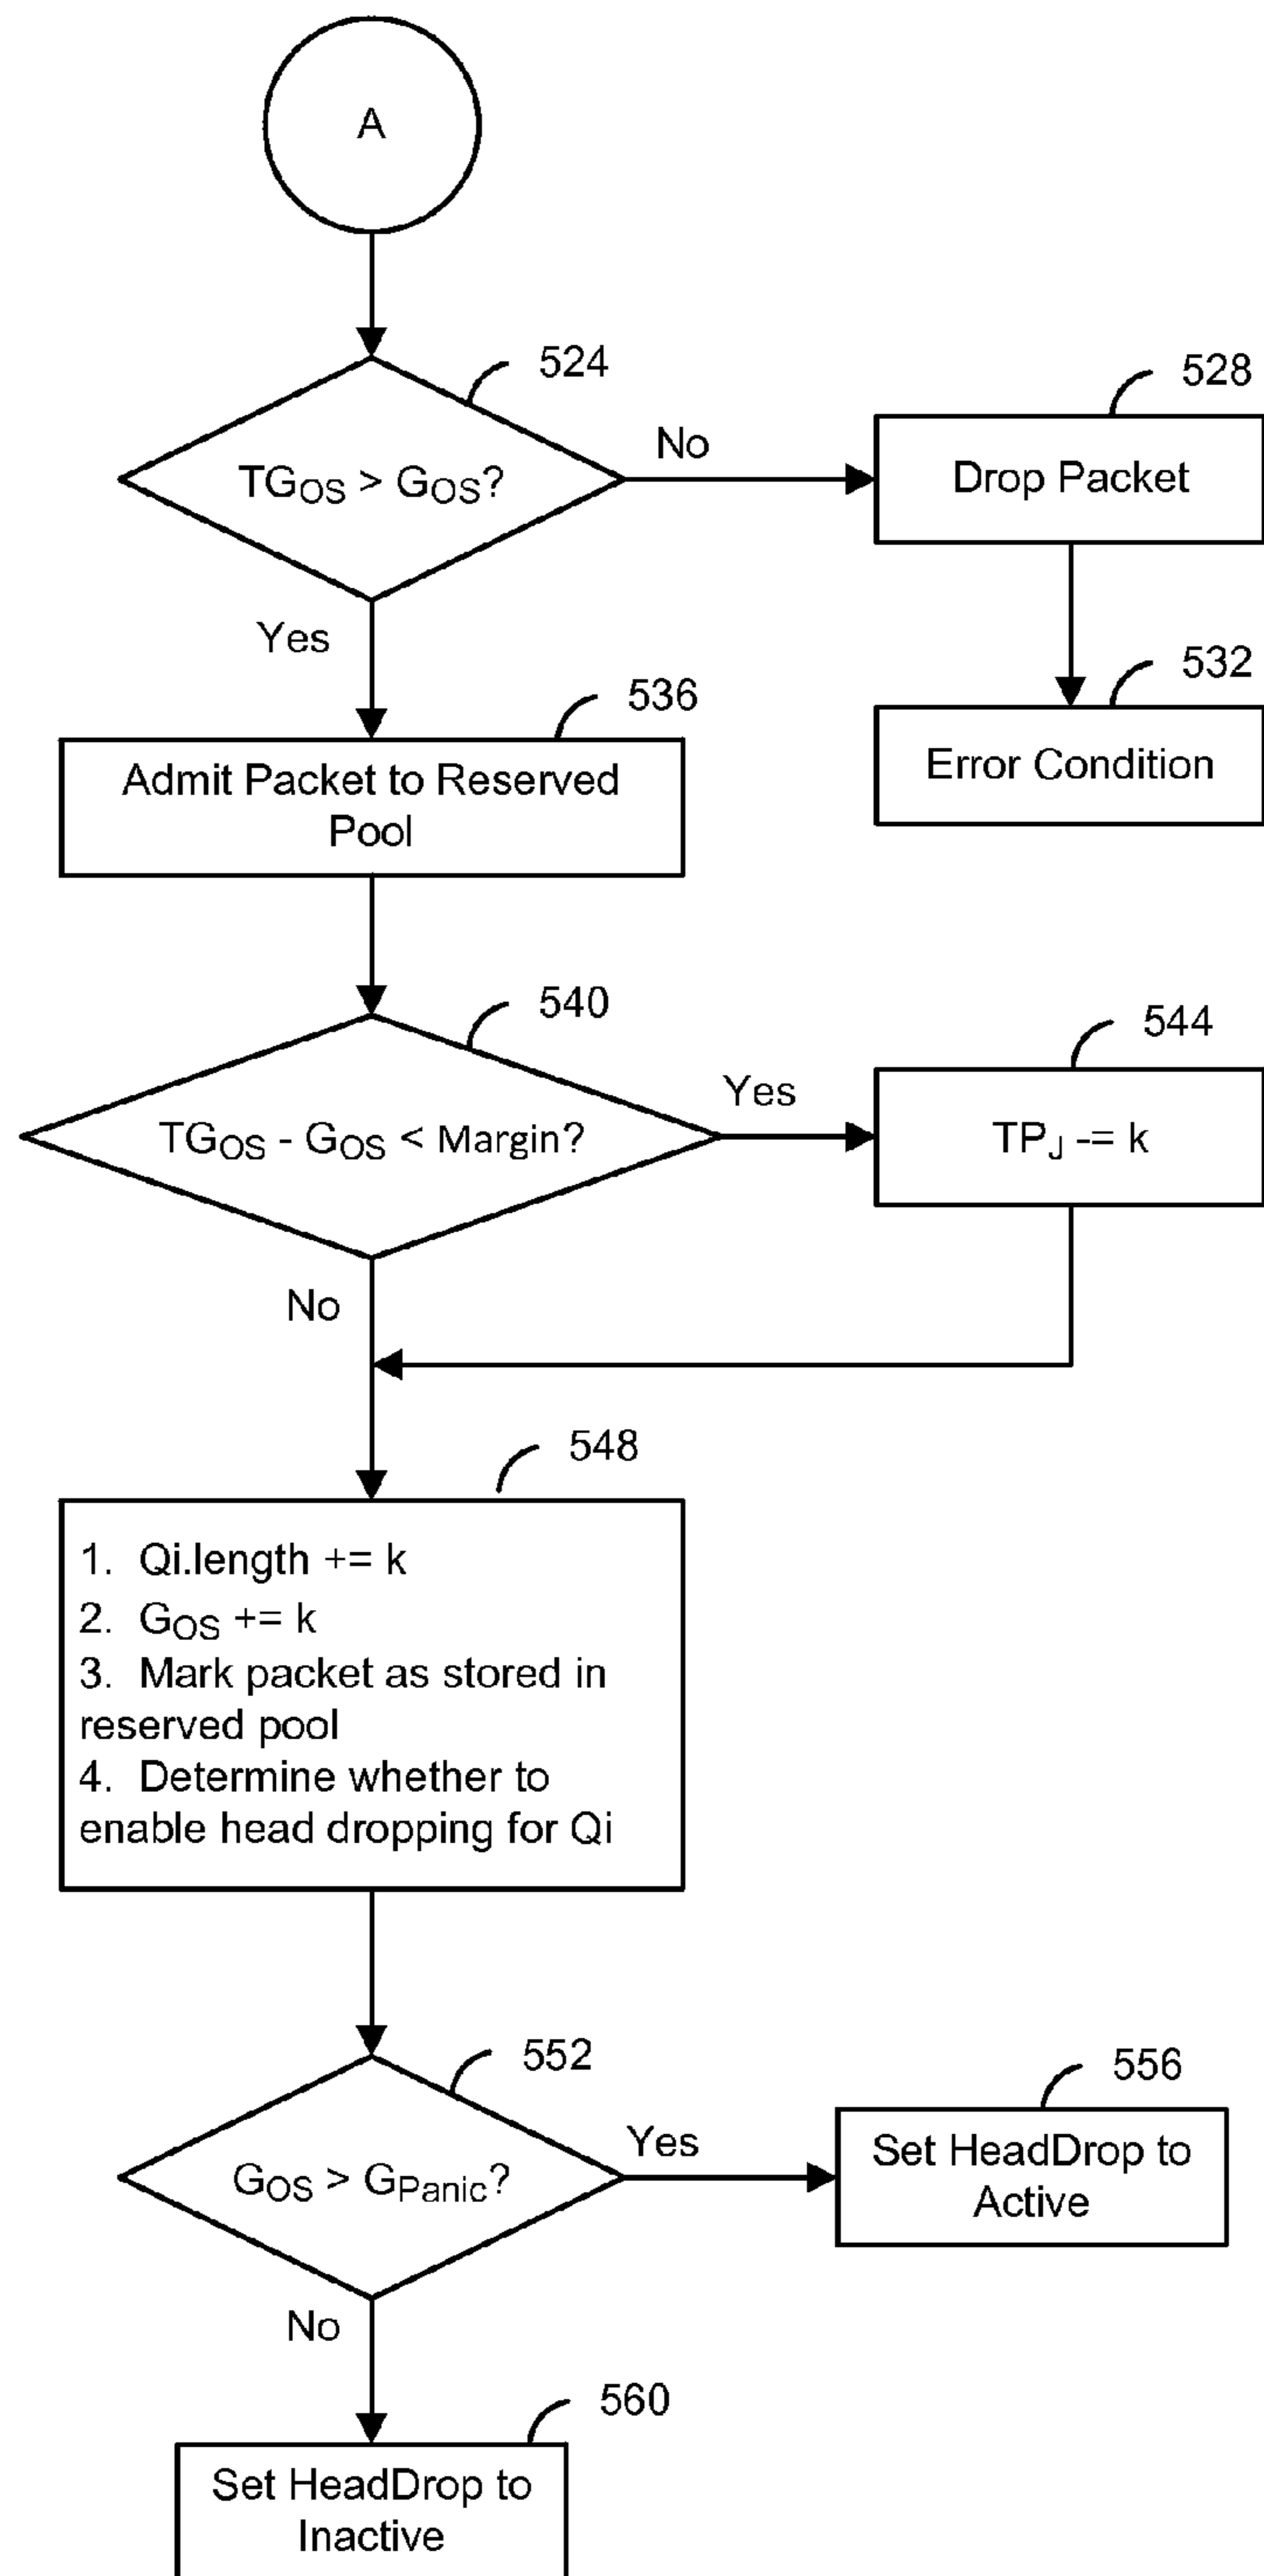 A
524
TGOS > GOS?
No
528
Drop Packet
Yes
532
Error Condition
536
Admit Packet to Reserved
Pool
540
TGOS - GOS < Margin?
Yes
544
TPJ -= k
No
548
1. Qi.length += k
2. GOS += k
3. Mark packet as stored in
reserved pool
4. Determine whether to
enable head dropping for Qi
552
GOS > GPanic?
Yes
556
Set HeadDrop to
Active
No
560
Set HeadDrop to
Inactive